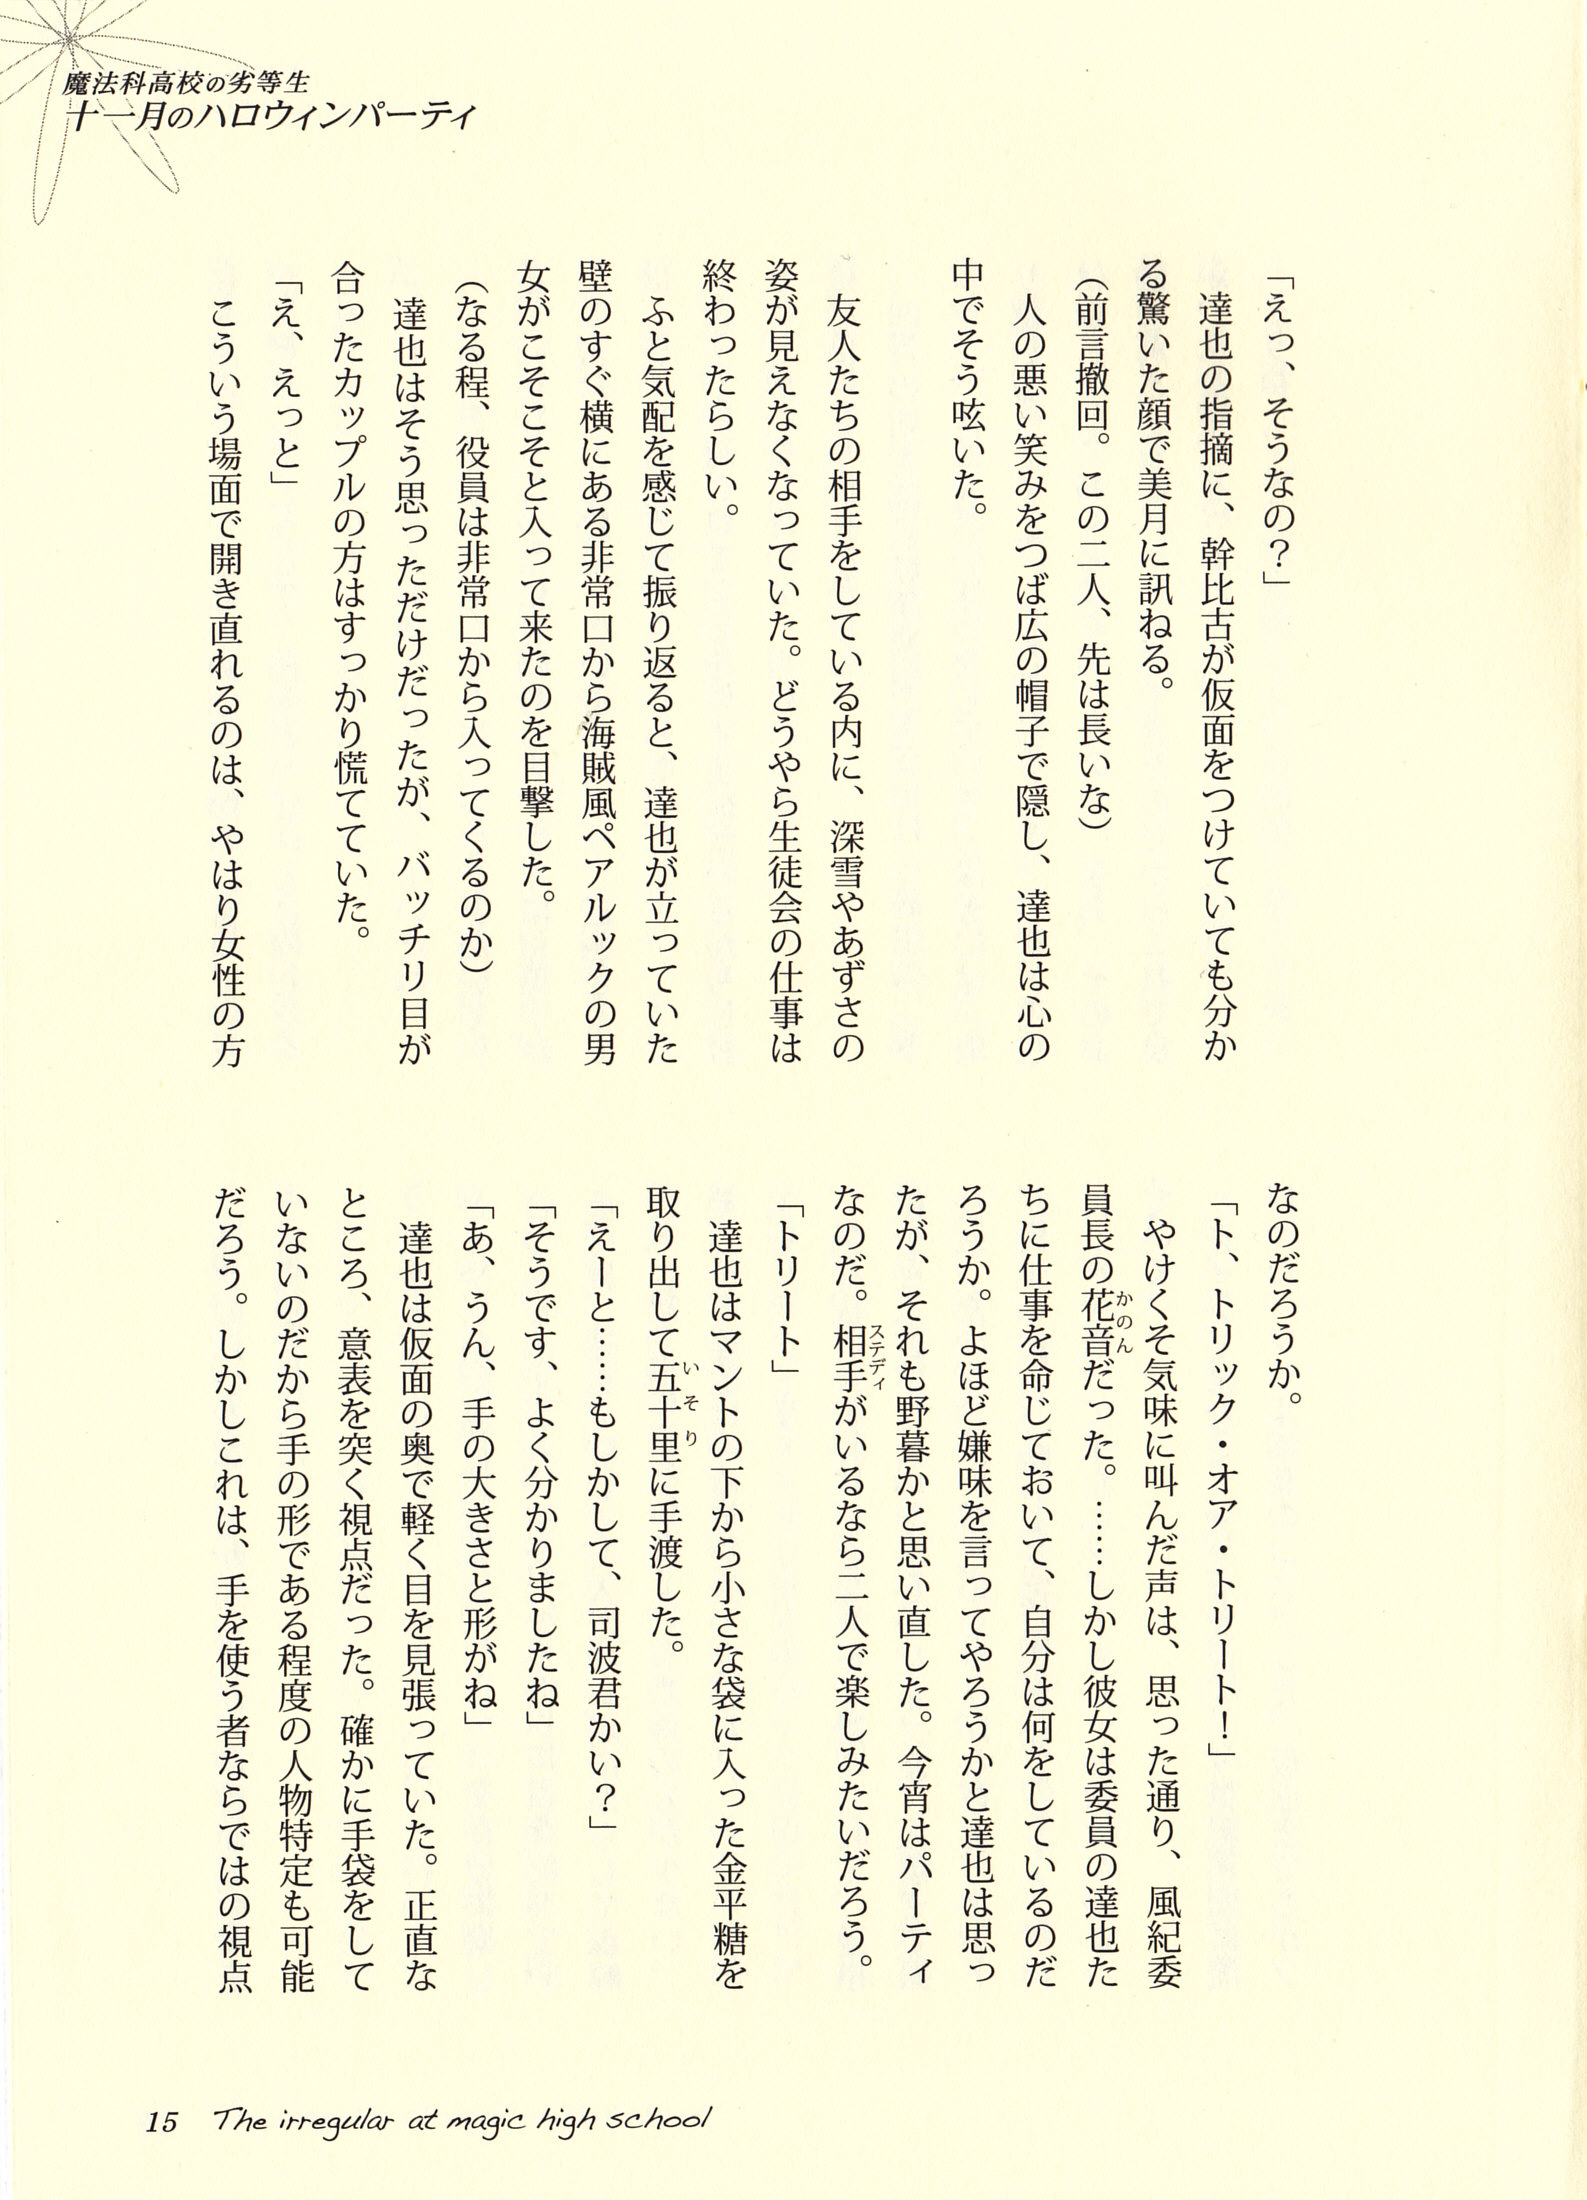 魔法科高校の劣等生
十一月のハロウィンパーティ
「えっ、そうなの？」
　達也の指摘に、幹比古が仮面をつけていても分か
る驚いた顔で美月に訊ねる。
（前言撤回。この二人、先は長いな）
　人の悪い笑みをつば広の帽子で隠し、達也は心の
中でそう呟いた。
　友人たちの相手をしている内に、深雪やあずさの
姿が見えなくなっていた。どうやら生徒会の仕事は
終わったらしい。
　ふと気配を感じて振り返ると、達也が立っていた
壁のすぐ横にある非常口から海賊風ペアルックの男
女がこそこそと入って来たのを目撃した。
（なる程、役員は非常口から入ってくるのか）
　達也はそう思っただけだったが、バッチリ目が
合ったカップルの方はすっかり慌てていた。
「え、えっと」
　こういう場面で開き直れるのは、やはり女性の方
なのだろうか。
「ト、トリック・オア・トリート！」
　やけくそ気味に叫んだ声は、思った通り、風紀委
員長の花音かのんだった。……しかし彼女は委員の達也た
ちに仕事を命じておいて、自分は何をしているのだ
ろうか。よほど嫌味を言ってやろうかと達也は思っ
たが、それも野暮かと思い直した。今宵はパーティ
なのだ。相手ステディがいるなら二人で楽しみたいだろう。
「トリート」
　達也はマントの下から小さな袋に入った金平糖を
取り出して五十里いそりに手渡した。
「えーと……もしかして、司波君かい？」
「そうです、よく分かりましたね」
「あ、うん、手の大きさと形がね」
　達也は仮面の奥で軽く目を見張っていた。正直な
ところ、意表を突く視点だった。確かに手袋をして
いないのだから手の形である程度の人物特定も可能
だろう。しかしこれは、手を使う者ならではの視点
15 The irregular at magic high school